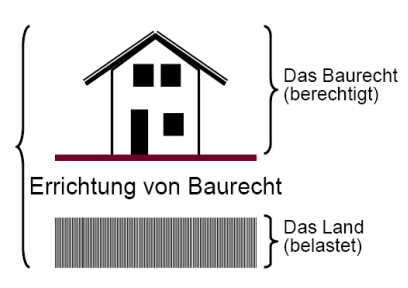 Das Baurecht
(berechtigt)
Errichtung von Baurecht
Das Land
(belastet)